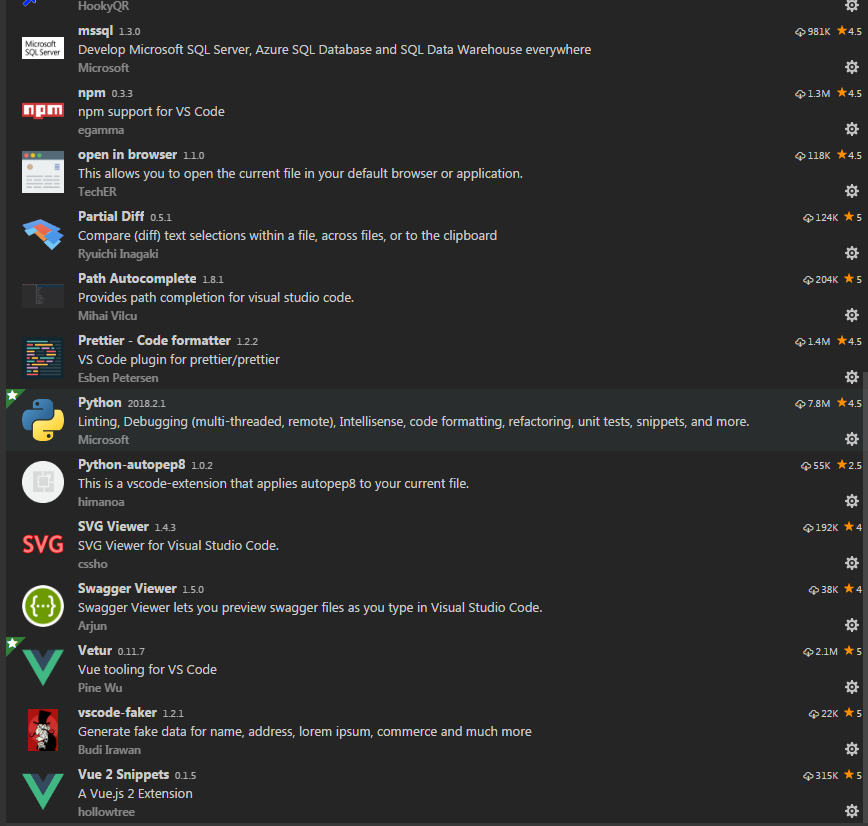 HookyQR
mssql 1.3.0 981K 4.5
Microsoft SQL Server
Develop Microsoft SQL Server, Azure SQL Database and SQL Data Warehouse everywhere
Microsoft
npm 0.3.3 1.3M 4.5
npm
npm support for VS Code
egamma
open in browser 1.1.0 118K 4.5
This allows you to open the current file in your default browser or application.
TechER
Partial Diff 0.5.1 124K 5
Compare (diff) text selections within a file, across files, or to the clipboard
Ryuichi Inagaki
Path Autocomplete 1.8.1 204K 5
Provides path completion for visual studio code.
Mihai Vilcu
Prettier - Code formatter 1.2.2 1.4M 4.5
VS Code plugin for prettier/prettier
Esben Petersen
Python 2018.2.1 7.8M 4.5
Linting, Debugging (multi-threaded, remote), Intellisense, code formatting, refactoring, unit tests, snippets, and more.
Microsoft
Python-autopep8 1.0.2 55K 2.5
This is a vscode-extension that applies autopep8 to your current file.
himanoa
SVG Viewer 1.4.3 192K 4
SVG
SVG Viewer for Visual Studio Code.
cssho
Swagger Viewer 1.5.0 38K 4
{...}
Swagger Viewer lets you preview swagger files as you type in Visual Studio Code.
Arjun
Vetur 0.11.7 2.1M 5
Vue tooling for VS Code
Pine Wu
vscode-faker 1.2.1 22K 5
Generate fake data for name, address, lorem ipsum, commerce and much more
Budi Irawan
Vue 2 Snippets 0.1.5 315K 5
A Vue.js 2 Extension
hollowtree